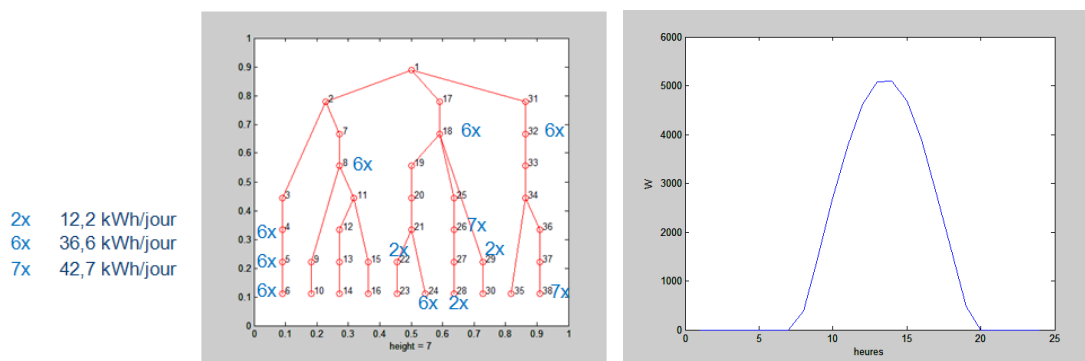 2x 12,2 kWh/jour
6x 36,6 kWh/jour
7x 42,7 kWh/jour
1
0.9
0.8
0.7
0.6
0.5
0.4
0.3
0.2
0.1
0
1
2 17 31
7 18 6x 32 6x
8 6x 19 33
3 11 20 25 34
4 12 21 26 7x 36
6x
5 9 13 15 22 2x 27 29 2x 37
6x
6 10 14 16 23 24 28 30 35 38 7x
6x 6x 2x
0 0.1 0.2 0.3 0.4 0.5 0.6 0.7 0.8 0.9 1
height = 7
6000
5000
4000
3000
2000
1000
0
W
0 5 10 15 20 25
heures